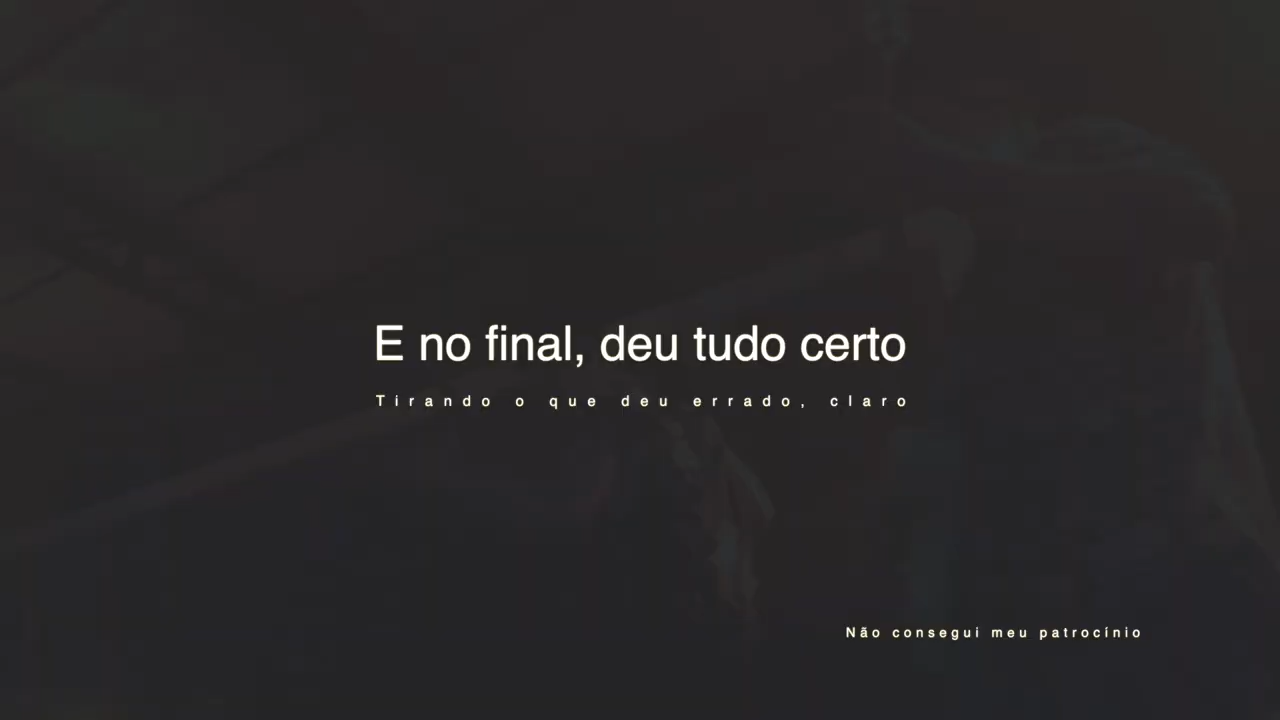 E no final, deu tudo certo
Tirando o que deu errado, claro
Não consegui meu patrocínio